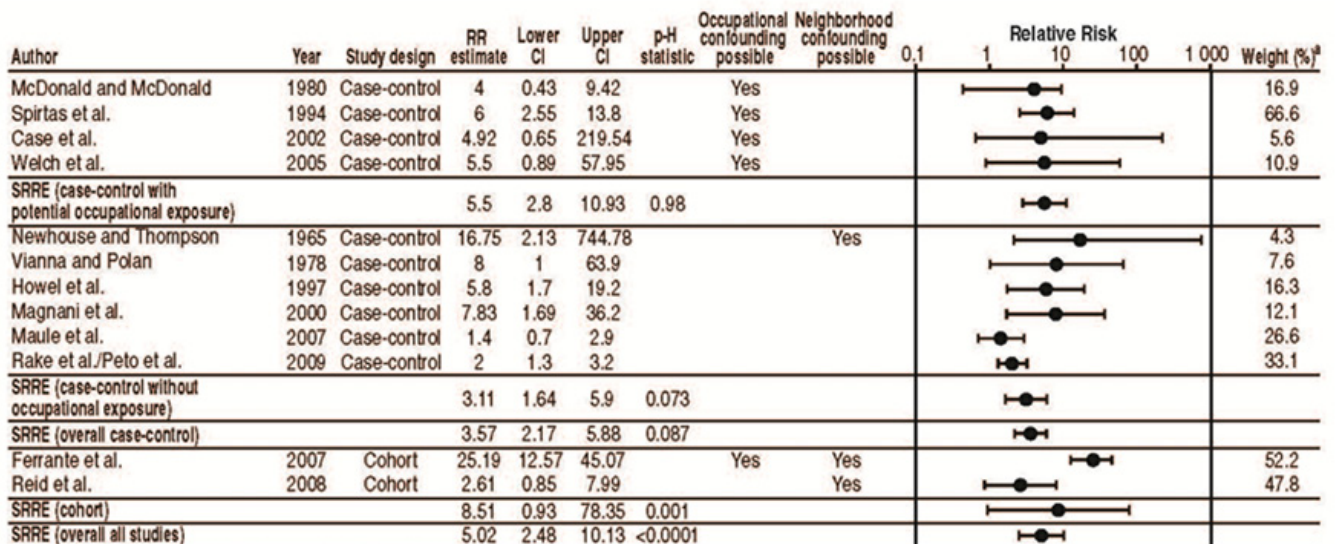 Author Year Study design RR estimate Lower CI Upper CI p-H statistic Occupational confounding possible Neighborhood confounding possible Relative Risk Weight (%)a
0.1 1 10 100 1 000
McDonald and McDonald 1980 Case-control 4 0.43 9.42 Yes 16.9
Spirtas et al. 1994 Case-control 6 2.55 13.8 Yes 66.6
Case et al. 2002 Case-control 4.92 0.65 219.54 Yes 5.6
Welch et al. 2005 Case-control 5.5 0.89 57.95 Yes 10.9
SRRE (case-control with
potential occupational exposure) 5.5 2.8 10.93 0.98
Newhouse and Thompson 1965 Case-control 16.75 2.13 744.78 Yes 4.3
Vianna and Polan 1978 Case-control 8 1 63.9 7.6
Howel et al. 1997 Case-control 5.8 1.7 19.2 16.3
Magnani et al. 2000 Case-control 7.83 1.69 36.2 12.1
Maule et al. 2007 Case-control 1.4 0.7 2.9 26.6
Rake et al./Peto et al. 2009 Case-control 2 1.3 3.2 33.1
SRRE (case-control without
occupational exposure) 3.11 1.64 5.9 0.073
SRRE (overall case-control) 3.57 2.17 5.88 0.087
Ferrante et al. 2007 Cohort 25.19 12.57 45.07 Yes Yes 52.2
Reid et al. 2008 Cohort 2.61 0.85 7.99 Yes 47.8
SRRE (cohort) 8.51 0.93 78.35 0.001
SRRE (overall all studies) 5.02 2.48 10.13 <0.0001